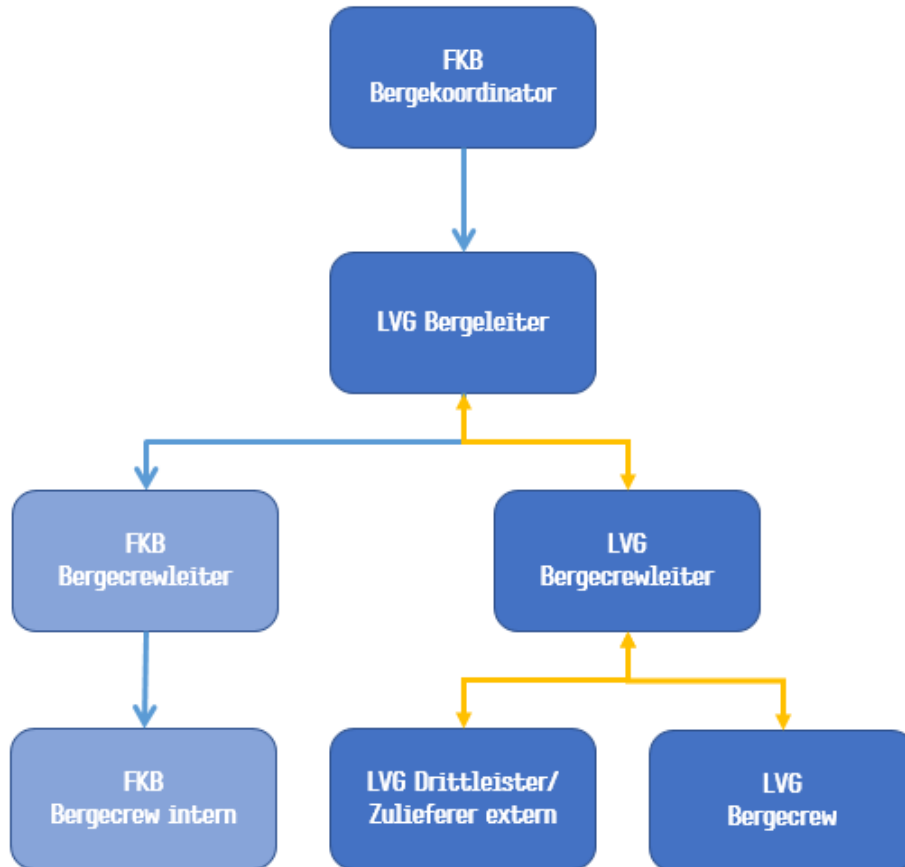 FKB
Bergekoordinator
LVG Bergeleiter
FKB
Bergecrewleiter
LVG
Bergecrewleiter
FKB
Bergecrew intern
LVG Drittleister/
Zulieferer extern
LVG
Bergecrew